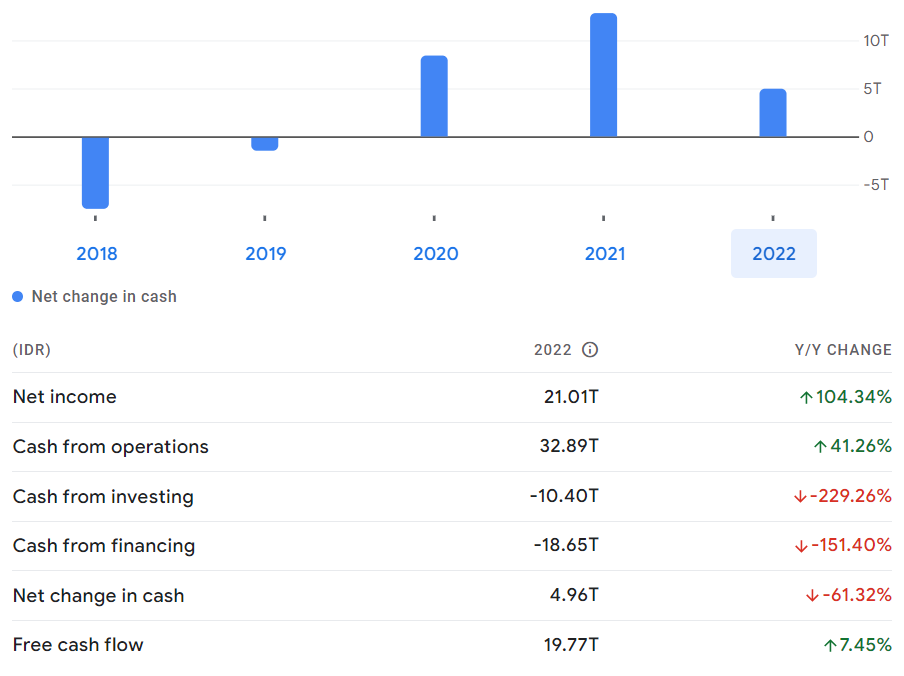 10T
5T
0
-5T
2018 2019 2020 2021 2022
Net change in cash
(IDR) 2022 Y/Y CHANGE
Net income 21.01T ↑104.34%
Cash from operations 32.89T ↑41.26%
Cash from investing -10.40T ↓-229.26%
Cash from financing -18.65T ↓-151.40%
Net change in cash 4.96T ↓-61.32%
Free cash flow 19.77T ↑7.45%